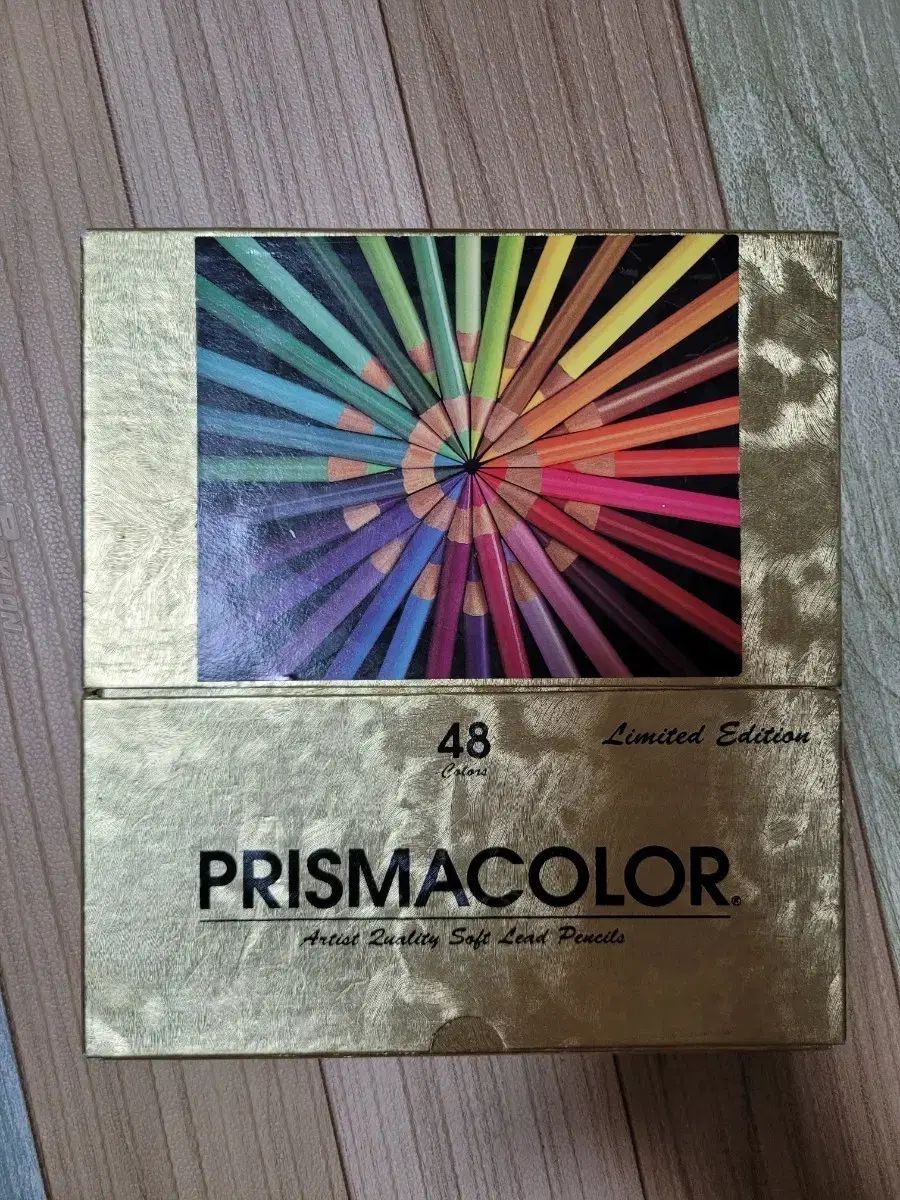 48
Colors
Limited Edition
PRISMACOLOR®
Artist Quality Soft Lead Pencils